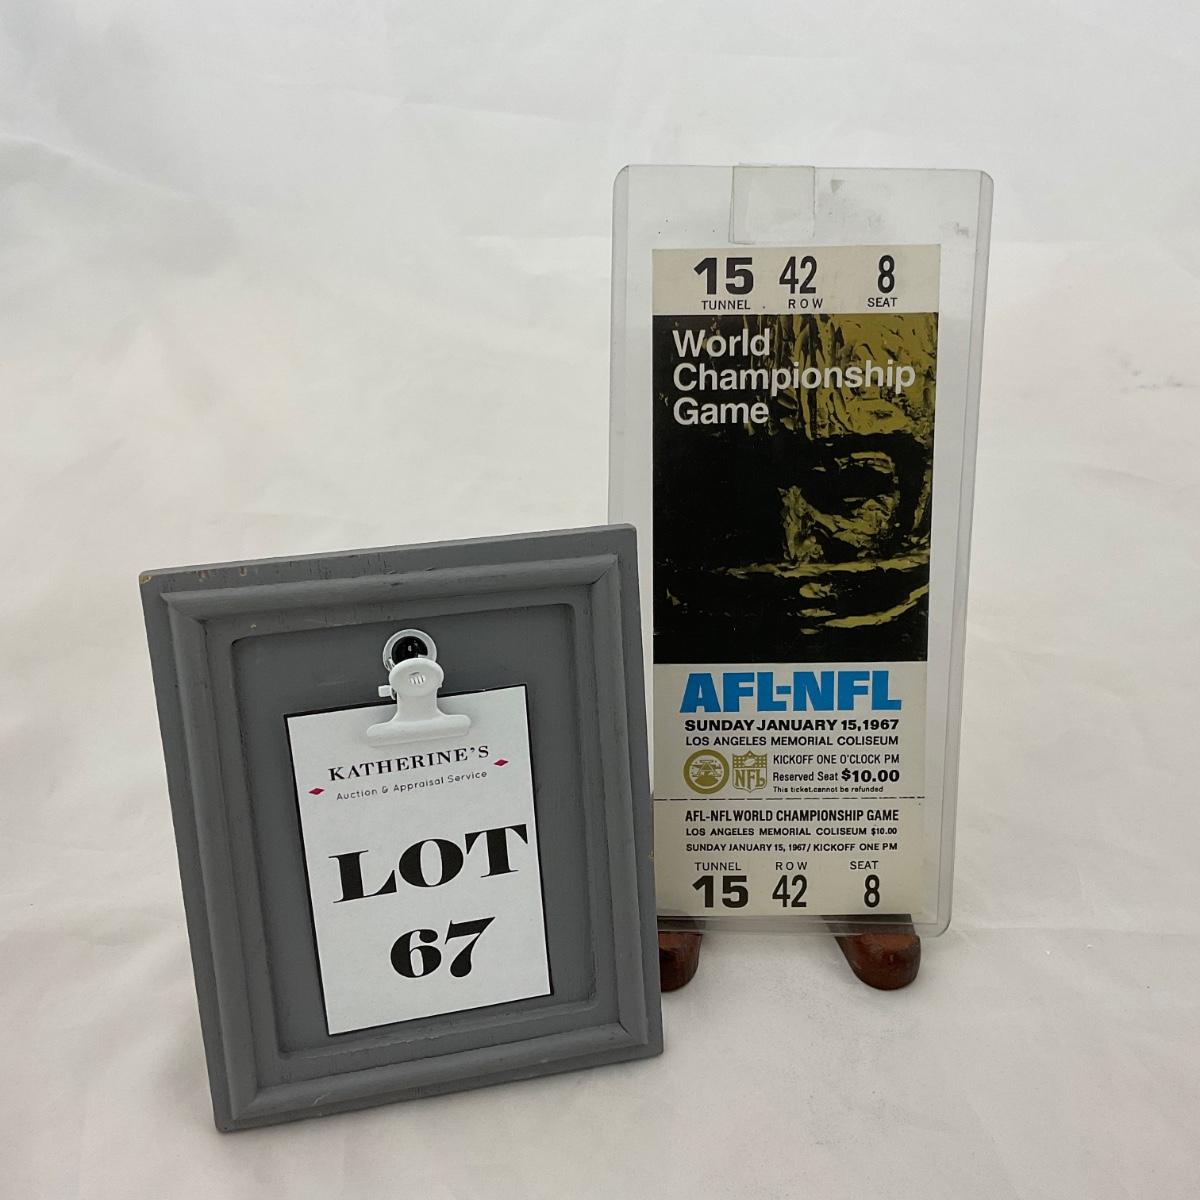 15 42 8
TUNNEL ROW SEAT
World
Championship
Game
AFL-NFL
SUNDAY JANUARY 15, 1967
LOS ANGELES MEMORIAL COLISEUM
KICKOFF ONE O'CLOCK PM
NFL
Reserved Seat $10.00
This ticket cannot be refunded
AFL-NFL WORLD CHAMPIONSHIP GAME
LOS ANGELES MEMORIAL COLISEUM $10.00
SUNDAY JANUARY 15, 1967/ KICKOFF ONE PM
TUNNEL ROW SEAT
15 42 8
KATHERINE'S
Auction & Appraisal Service
LOT
67